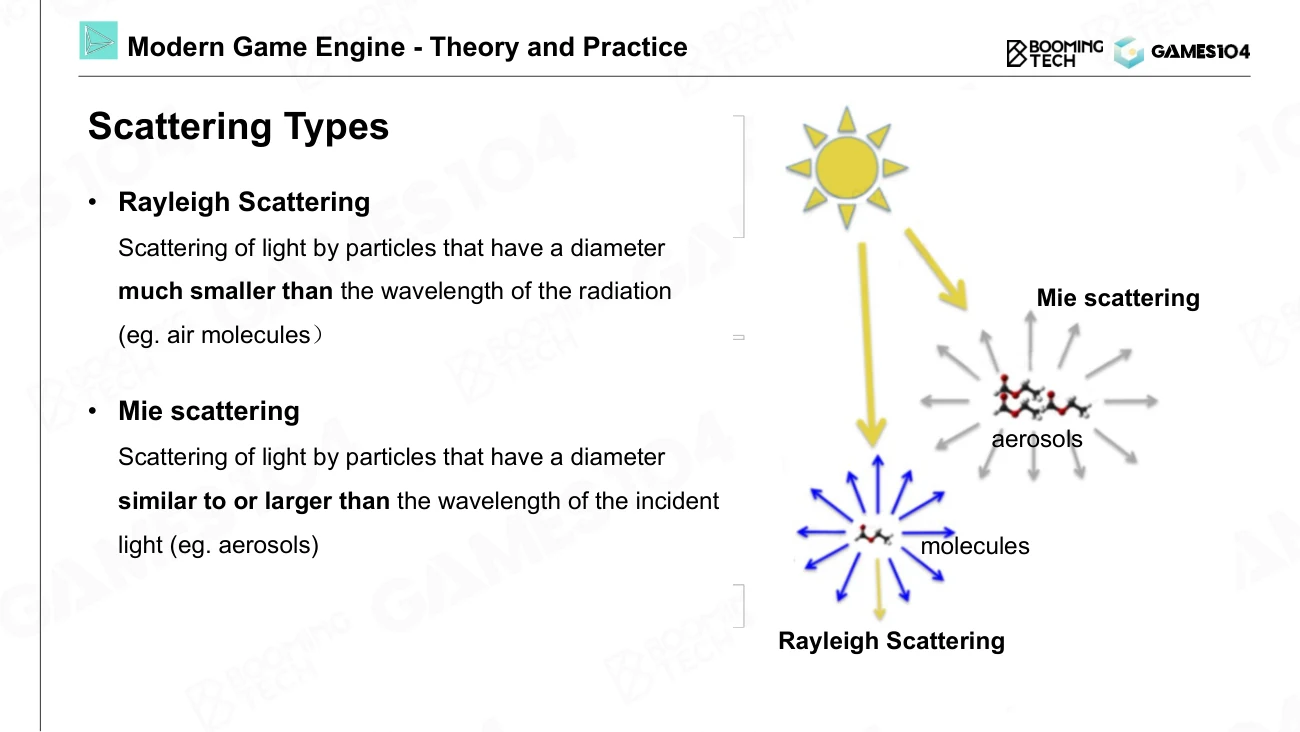 Modern Game Engine - Theory and Practice
BOOMING
TECH
GAMES104
Scattering Types
• Rayleigh Scattering
Scattering of light by particles that have a diameter
much smaller than the wavelength of the radiation
(eg. air molecules）
• Mie scattering
Scattering of light by particles that have a diameter
similar to or larger than the wavelength of the incident
light (eg. aerosols)
Mie scattering
aerosols
molecules
Rayleigh Scattering